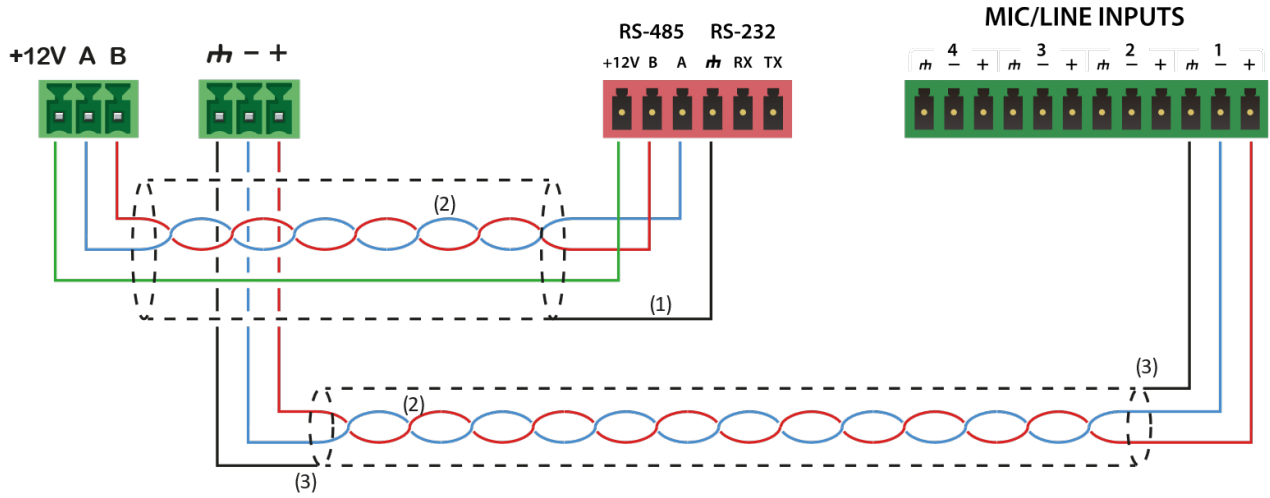 MIC/LINE INPUTS
RS-485 RS-232
+12V A B
− +
+12V B A RX TX
4 3 2 1
− + − + − + − +
(2)
(1)
(3)
(2)
(3)